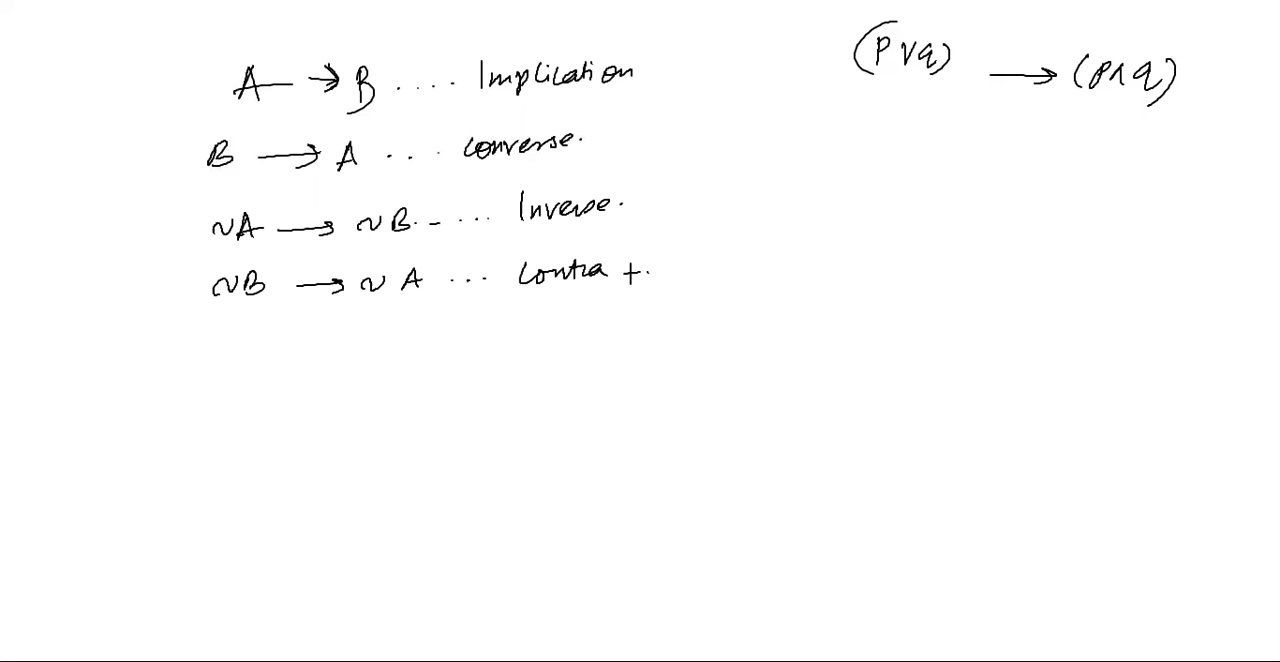 A → B .... Implication
B → A ... converse.
~A → ~B. - ... Inverse.
~B → ~A ... contra +.
(P∨q) → (P∧q)